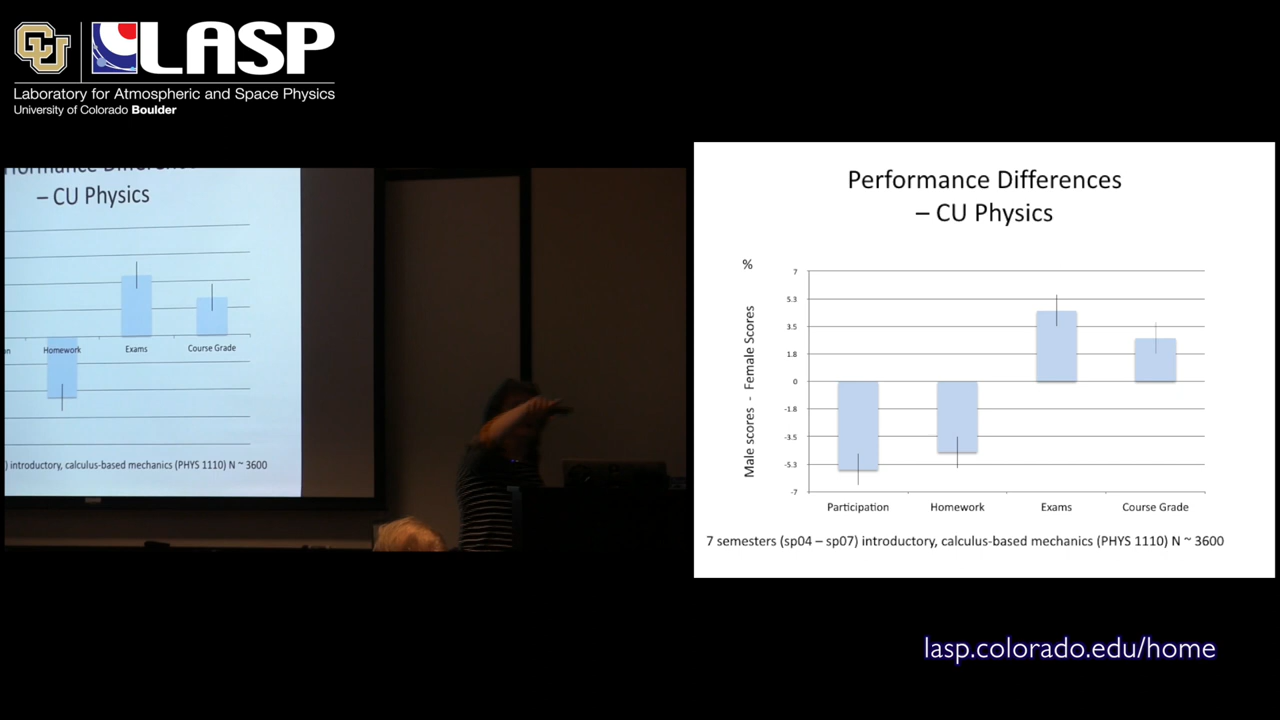 CU
LASP
Laboratory for Atmospheric and Space Physics
University of Colorado Boulder
– CU Physics
Homework
Exams
Course Grade
introductory, calculus-based mechanics (PHYS 1110) N ~ 3600
Performance Differences
– CU Physics
%
7
5.3
3.5
1.8
0
-1.8
-3.5
-5.3
-7
Male scores - Female Scores
Participation
Homework
Exams
Course Grade
7 semesters (sp04 – sp07) introductory, calculus-based mechanics (PHYS 1110) N ~ 3600
lasp.colorado.edu/home